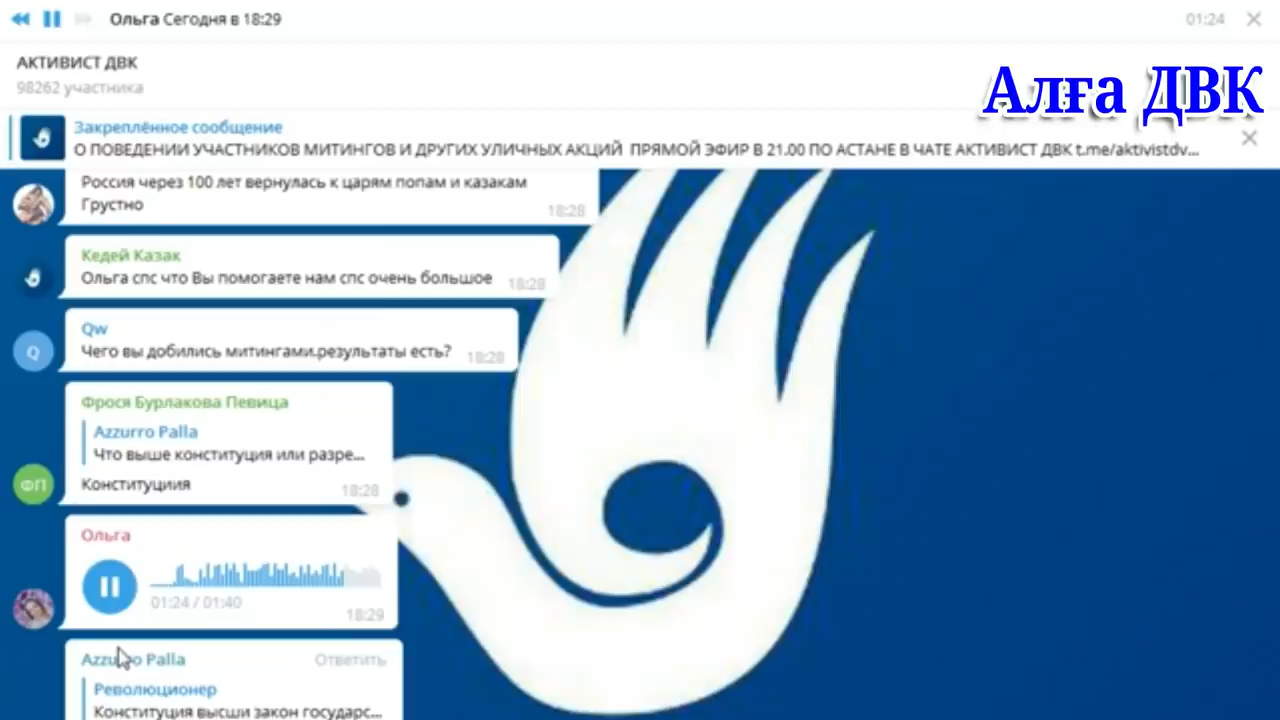 Ольга Сегодня в 18:29
01:24
АКТИВИСТ ДВК
98262 участника
Алға ДВК
Закреплённое сообщение
О ПОВЕДЕНИИ УЧАСТНИКОВ МИТИНГОВ И ДРУГИХ УЛИЧНЫХ АКЦИЙ ПРЯМОЙ ЭФИР В 21.00 ПО АСТАНЕ В ЧАТЕ АКТИВИСТ ДВК t.me/aktivistdv...
Россия через 100 лет вернулась к царям попам и казакам
Грустно
18:28
Кедей Казак
Ольга спс что Вы помогаете нам спс очень большое
18:28
Q
Qw
Чего вы добились митингами.результаты есть?
18:28
Фрося Бурлакова Певица
Azzurro Palla
Что выше конституция или разре...
ФП
Конституциия
18:28
Ольга
01:24 / 01:40
18:29
Azzurro Palla
Ответить
Революционер
Конституция высши закон государс...